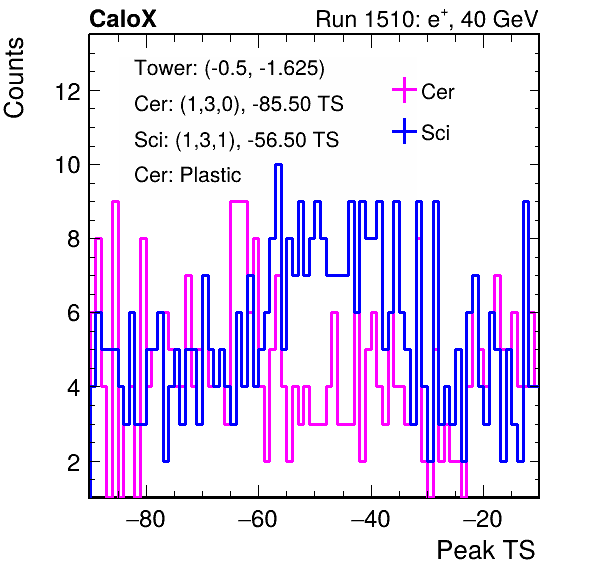 CaloX Run 1510: e⁺, 40 GeV
Counts
Tower: (-0.5, -1.625)
Cer: (1,3,0), -85.50 TS
Sci: (1,3,1), -56.50 TS
Cer: Plastic
Cer
Sci
12
10
8
6
4
2
−80 −60 −40 −20
Peak TS